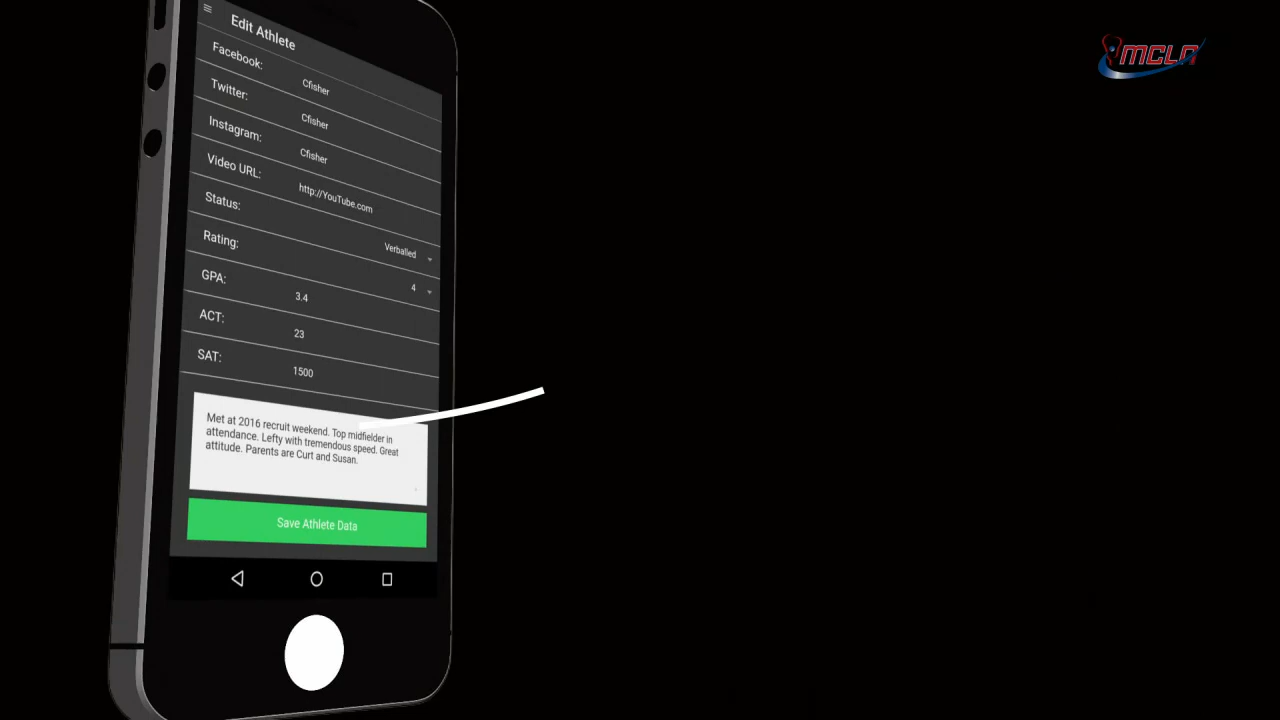 Edit Athlete
Facebook: Cfisher
Twitter: Cfisher
Instagram: Cfisher
Video URL: http://YouTube.com
Status: Verballed
Rating: 4
GPA: 3.4
ACT: 23
SAT: 1500
Met at 2016 recruit weekend. Top midfielder in
attendance. Lefty with tremendous speed. Great
attitude. Parents are Curt and Susan.
Save Athlete Data
MCLA